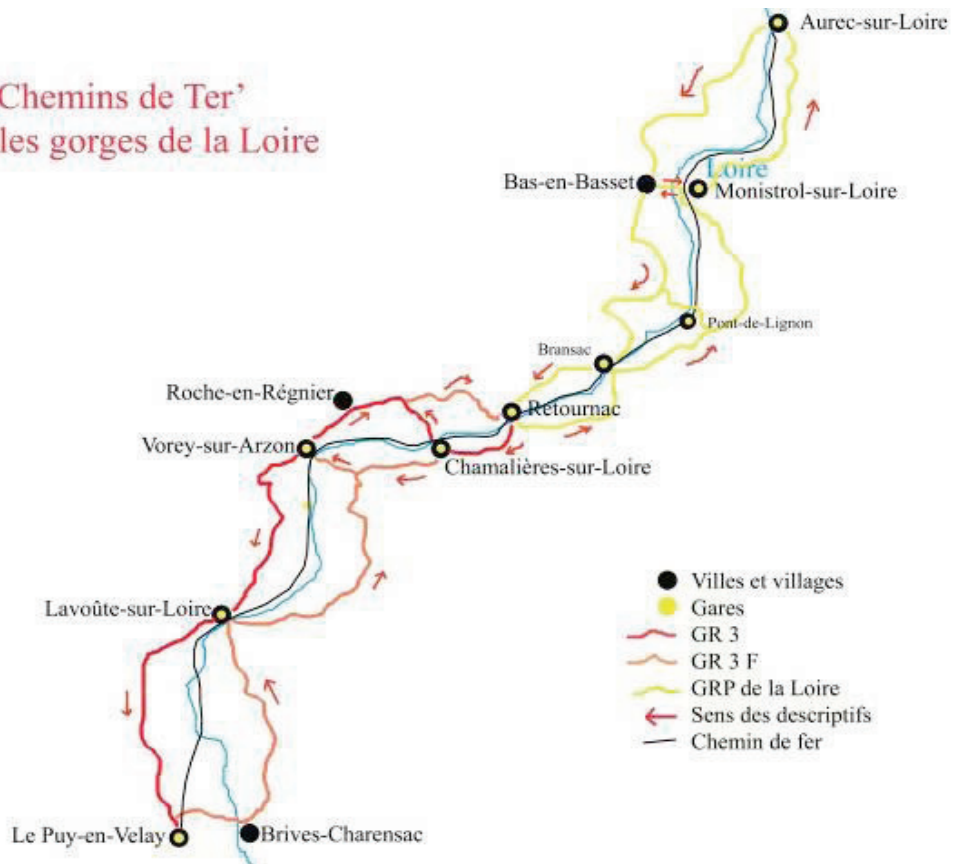 Chemins de Ter'
les gorges de la Loire
Aurec-sur-Loire
Bas-en-Basset
Loire
Monistrol-sur-Loire
Pont-de-Lignon
Bransac
Roche-en-Régnier
Retournac
Vorey-sur-Arzon
Chamalières-sur-Loire
Lavoûte-sur-Loire
Le Puy-en-Velay
Brives-Charensac
Villes et villages
Gares
GR 3
GR 3 F
GRP de la Loire
Sens des descriptifs
Chemin de fer